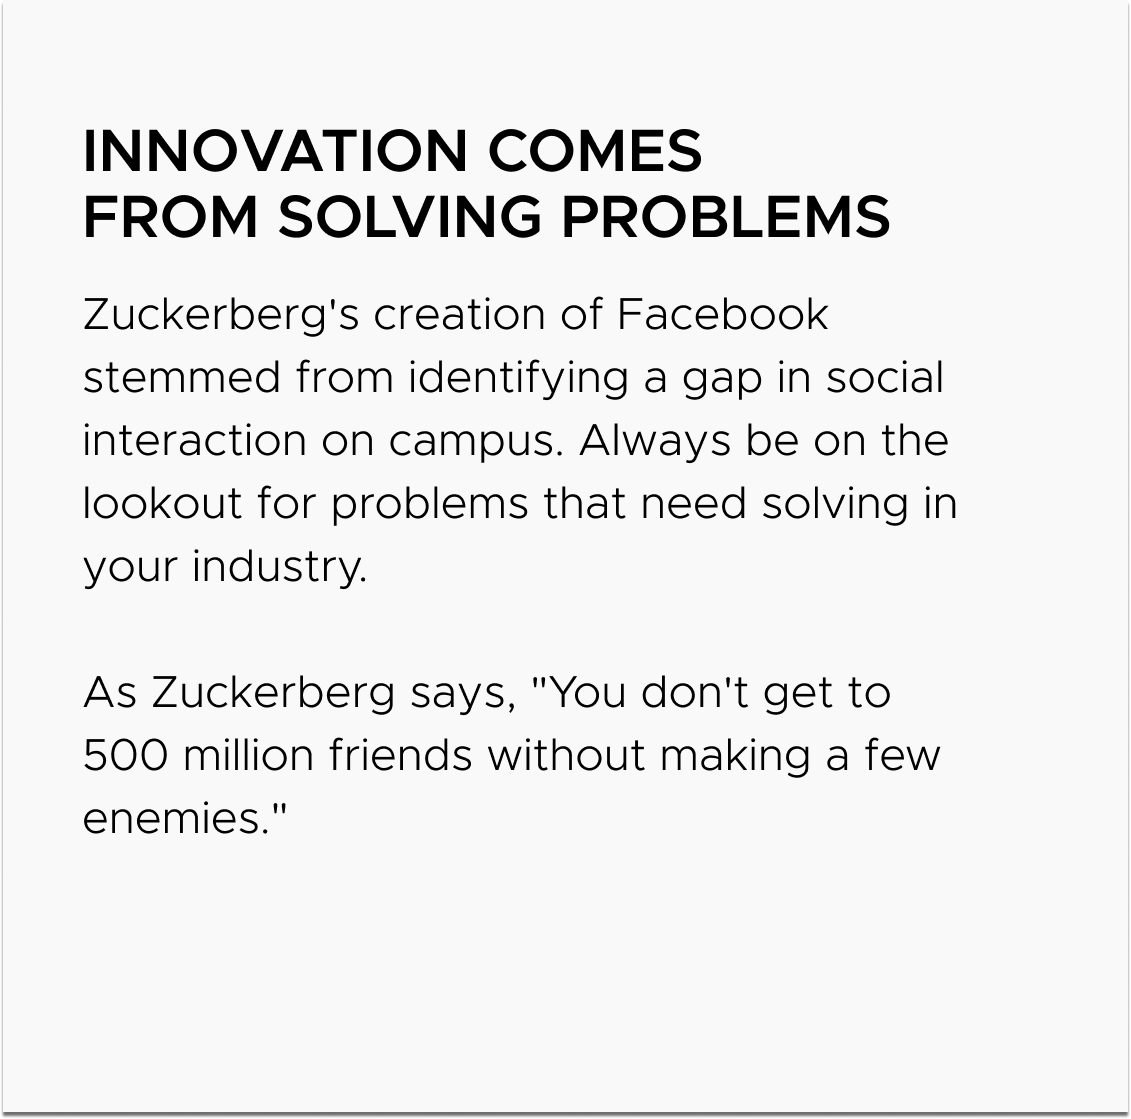 INNOVATION COMES
FROM SOLVING PROBLEMS
Zuckerberg's creation of Facebook
stemmed from identifying a gap in social
interaction on campus. Always be on the
lookout for problems that need solving in
your industry.
As Zuckerberg says, "You don't get to
500 million friends without making a few
enemies."